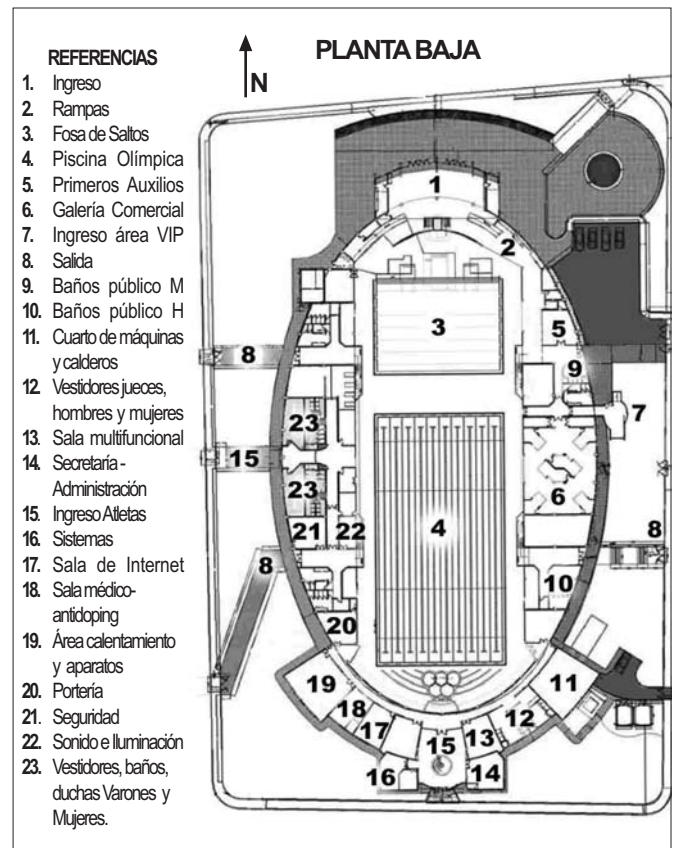 PLANTA BAJA
N
REFERENCIAS
1. Ingreso
2. Rampas
3. Fosa de Saltos
4. Piscina Olímpica
5. Primeros Auxilios
6. Galería Comercial
7. Ingreso área VIP
8. Salida
9. Baños público M
10. Baños público H
11. Cuarto de máquinas
y calderos
12. Vestidores jueces,
hombres y mujeres
13. Sala multifuncional
14. Secretaría -
Administración
15. Ingreso Atletas
16. Sistemas
17. Sala de Internet
18. Sala médico-
antidoping
19. Área calentamiento
y aparatos
20. Portería
21. Seguridad
22. Sonido e Iluminación
23. Vestidores, baños,
duchas Varones y
Mujeres.
1
2
3
5
8
9
7
23
15
6
23
4
21
22
8
8
10
20
19
11
18
12
17
15
13
16
14